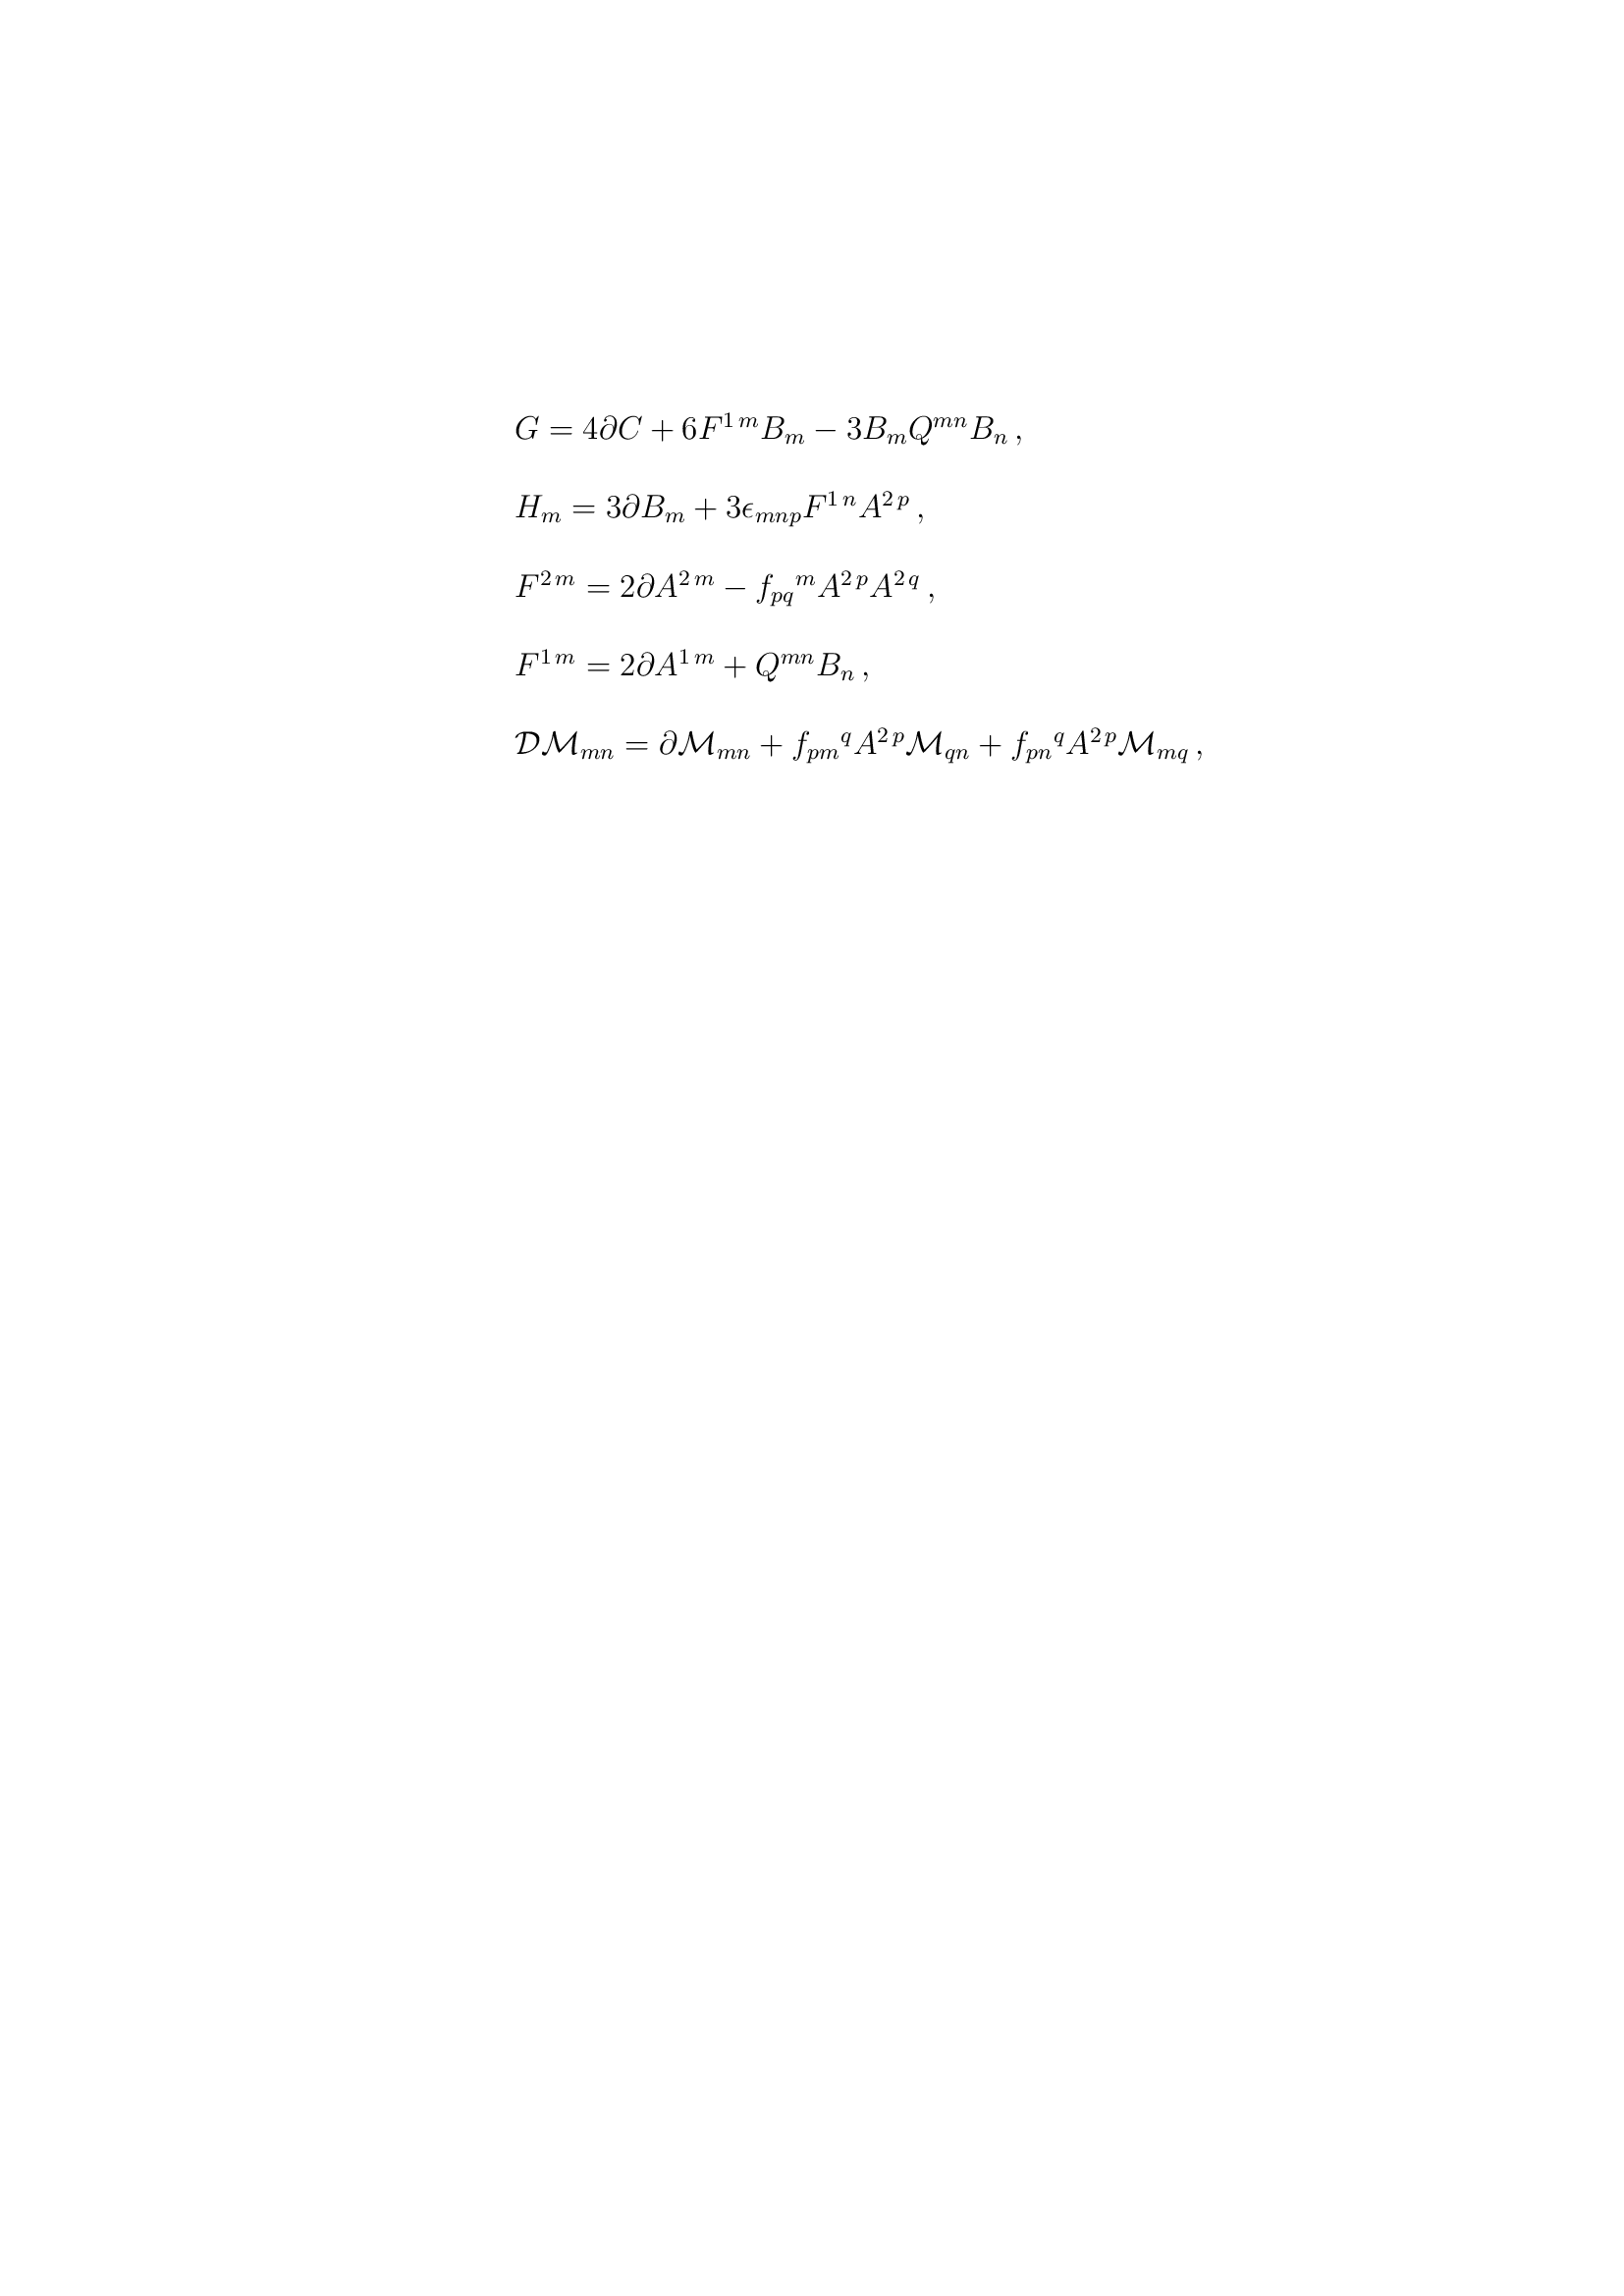 $G = 4\partial C + 6F^{1\,m}B_m - 3B_m Q^{mn}B_n\,,$
$H_m = 3\partial B_m + 3\epsilon_{mnp}F^{1\,n}A^{2\,p}\,,$
$F^{2\,m} = 2\partial A^{2\,m} - f_{pq}{}^m A^{2\,p}A^{2\,q}\,,$
$F^{1\,m} = 2\partial A^{1\,m} + Q^{mn}B_n\,,$
$\mathcal{D}\mathcal{M}_{mn} = \partial\mathcal{M}_{mn} + f_{pm}{}^q A^{2\,p}\mathcal{M}_{qn} + f_{pn}{}^q A^{2\,p}\mathcal{M}_{mq}\,,$